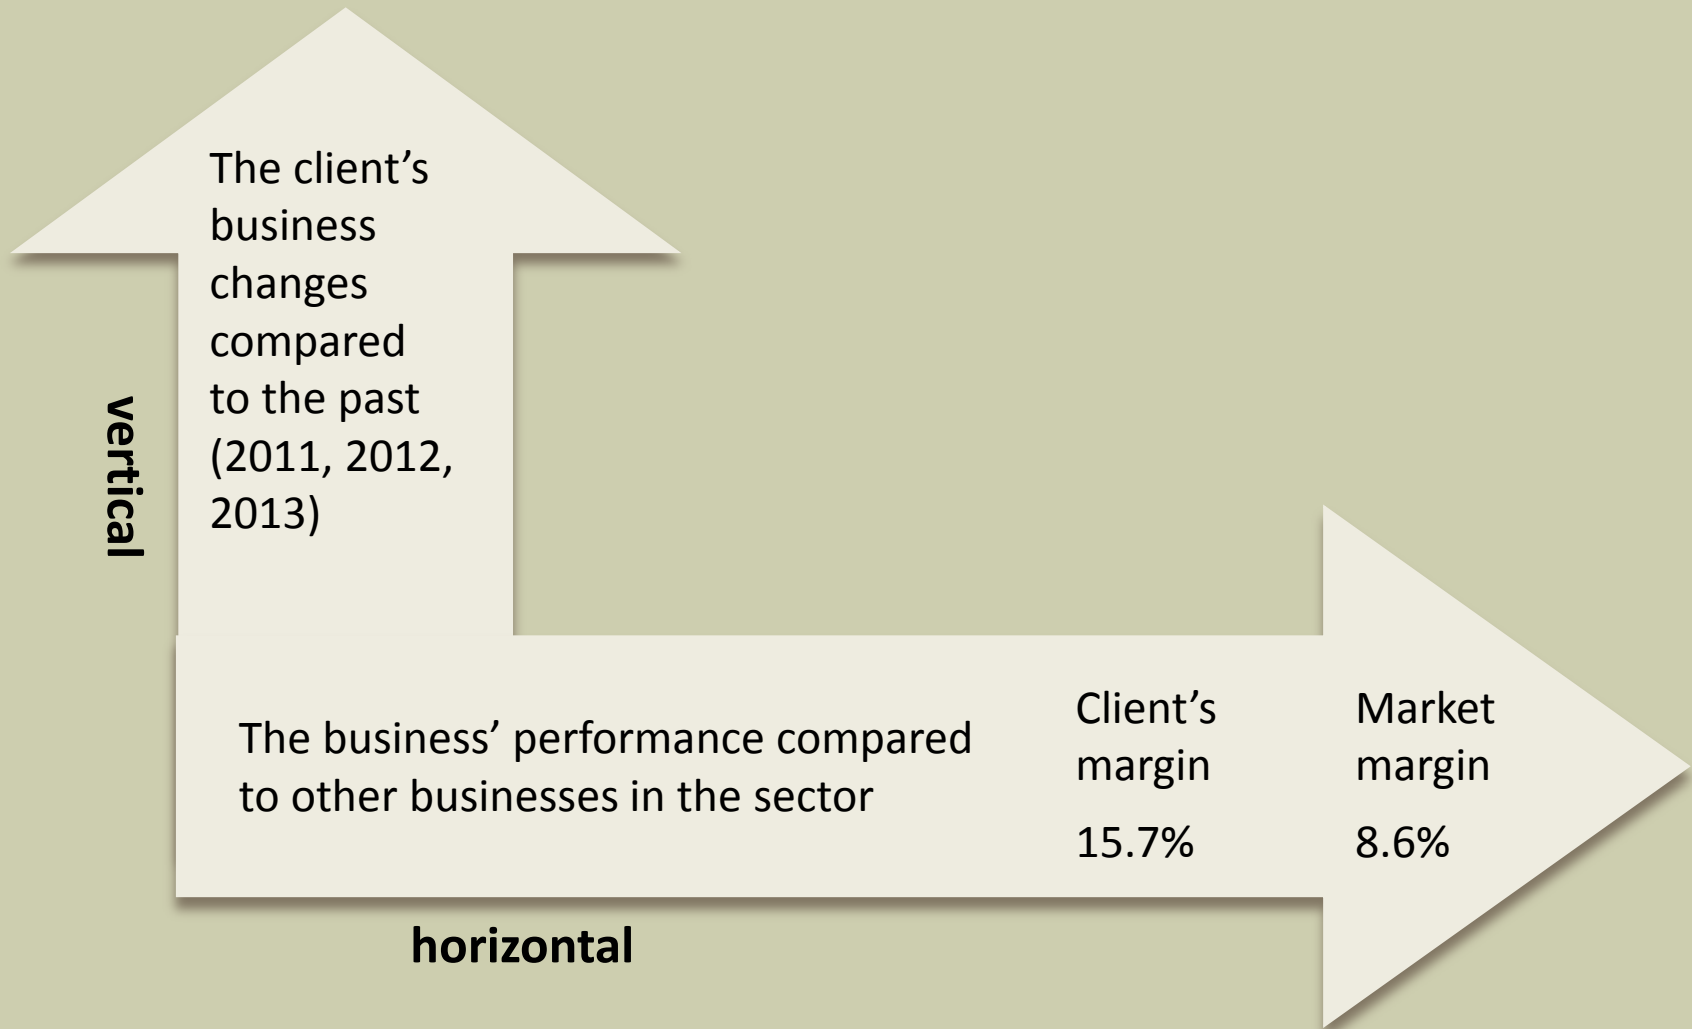 The client’s
business
changes
compared
to the past
(2011, 2012,
2013)
vertical
The business’ performance compared
to other businesses in the sector
Client’s
margin
15.7%
Market
margin
8.6%
horizontal